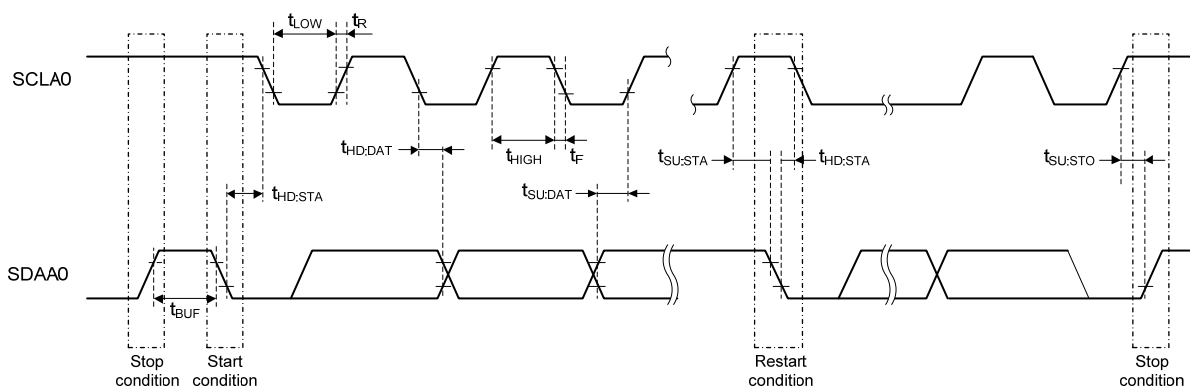 tLOW
tR
SCLA0
tHD:DAT
tHIGH
tF
tSU:STA
tHD:STA
tSU:STO
tHD:STA
tSU:DAT
SDAA0
tBUF
Stop
condition
Start
condition
Restart
condition
Stop
condition